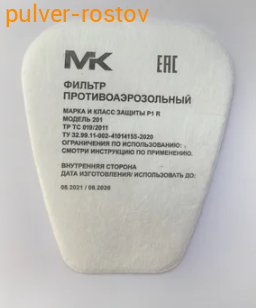 pulver-rostov
МК EAC
ФИЛЬТР
ПРОТИВОАЭРОЗОЛЬНЫЙ
МАРКА И КЛАСС ЗАЩИТЫ P1 R
МОДЕЛЬ 201
ТР ТС 019/2011
ТУ 32.99.11-002-41014155-2020
ОГРАНИЧЕНИЯ ПО ИСПОЛЬЗОВАНИЮ: .
СМОТРИ ИНСТРУКЦИЮ ПО ПРИМЕНЕНИЮ.
ВНУТРЕННЯЯ СТОРОНА
ДАТА ИЗГОТОВЛЕНИЯ/ ИСПОЛЬЗОВАТЬ ДО:
06.2021 / 06.2026